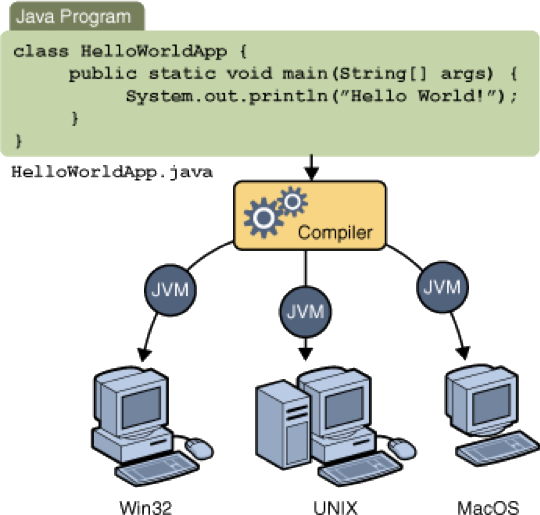 Java Program
class HelloWorldApp {
public static void main(String[] args) {
System.out.println(”Hello World!”);
}
}
HelloWorldApp.java
Compiler
JVM
JVM
JVM
Win32
UNIX
MacOS